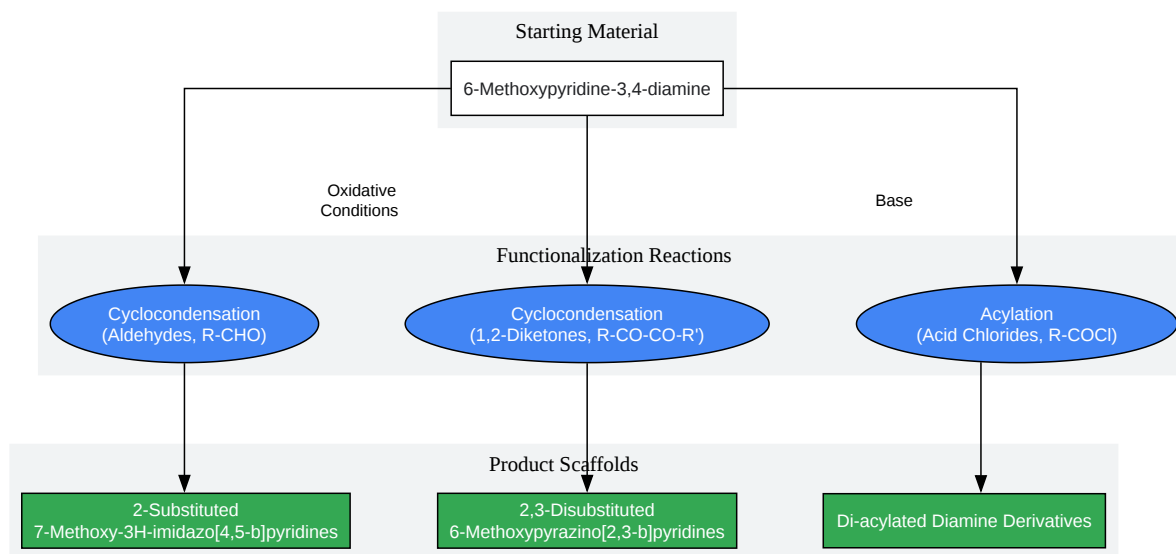 Starting Material
6-Methoxypyridine-3,4-diamine
Oxidative
Conditions
Base
Functionalization Reactions
Cyclocondensation
(Aldehydes, R-CHO)
Cyclocondensation
(1,2-Diketones, R-CO-CO-R')
Acylation
(Acid Chlorides, R-COCl)
Product Scaffolds
2-Substituted
7-Methoxy-3H-imidazo[4,5-b]pyridines
2,3-Disubstituted
6-Methoxypyrazino[2,3-b]pyridines
Di-acylated Diamine Derivatives